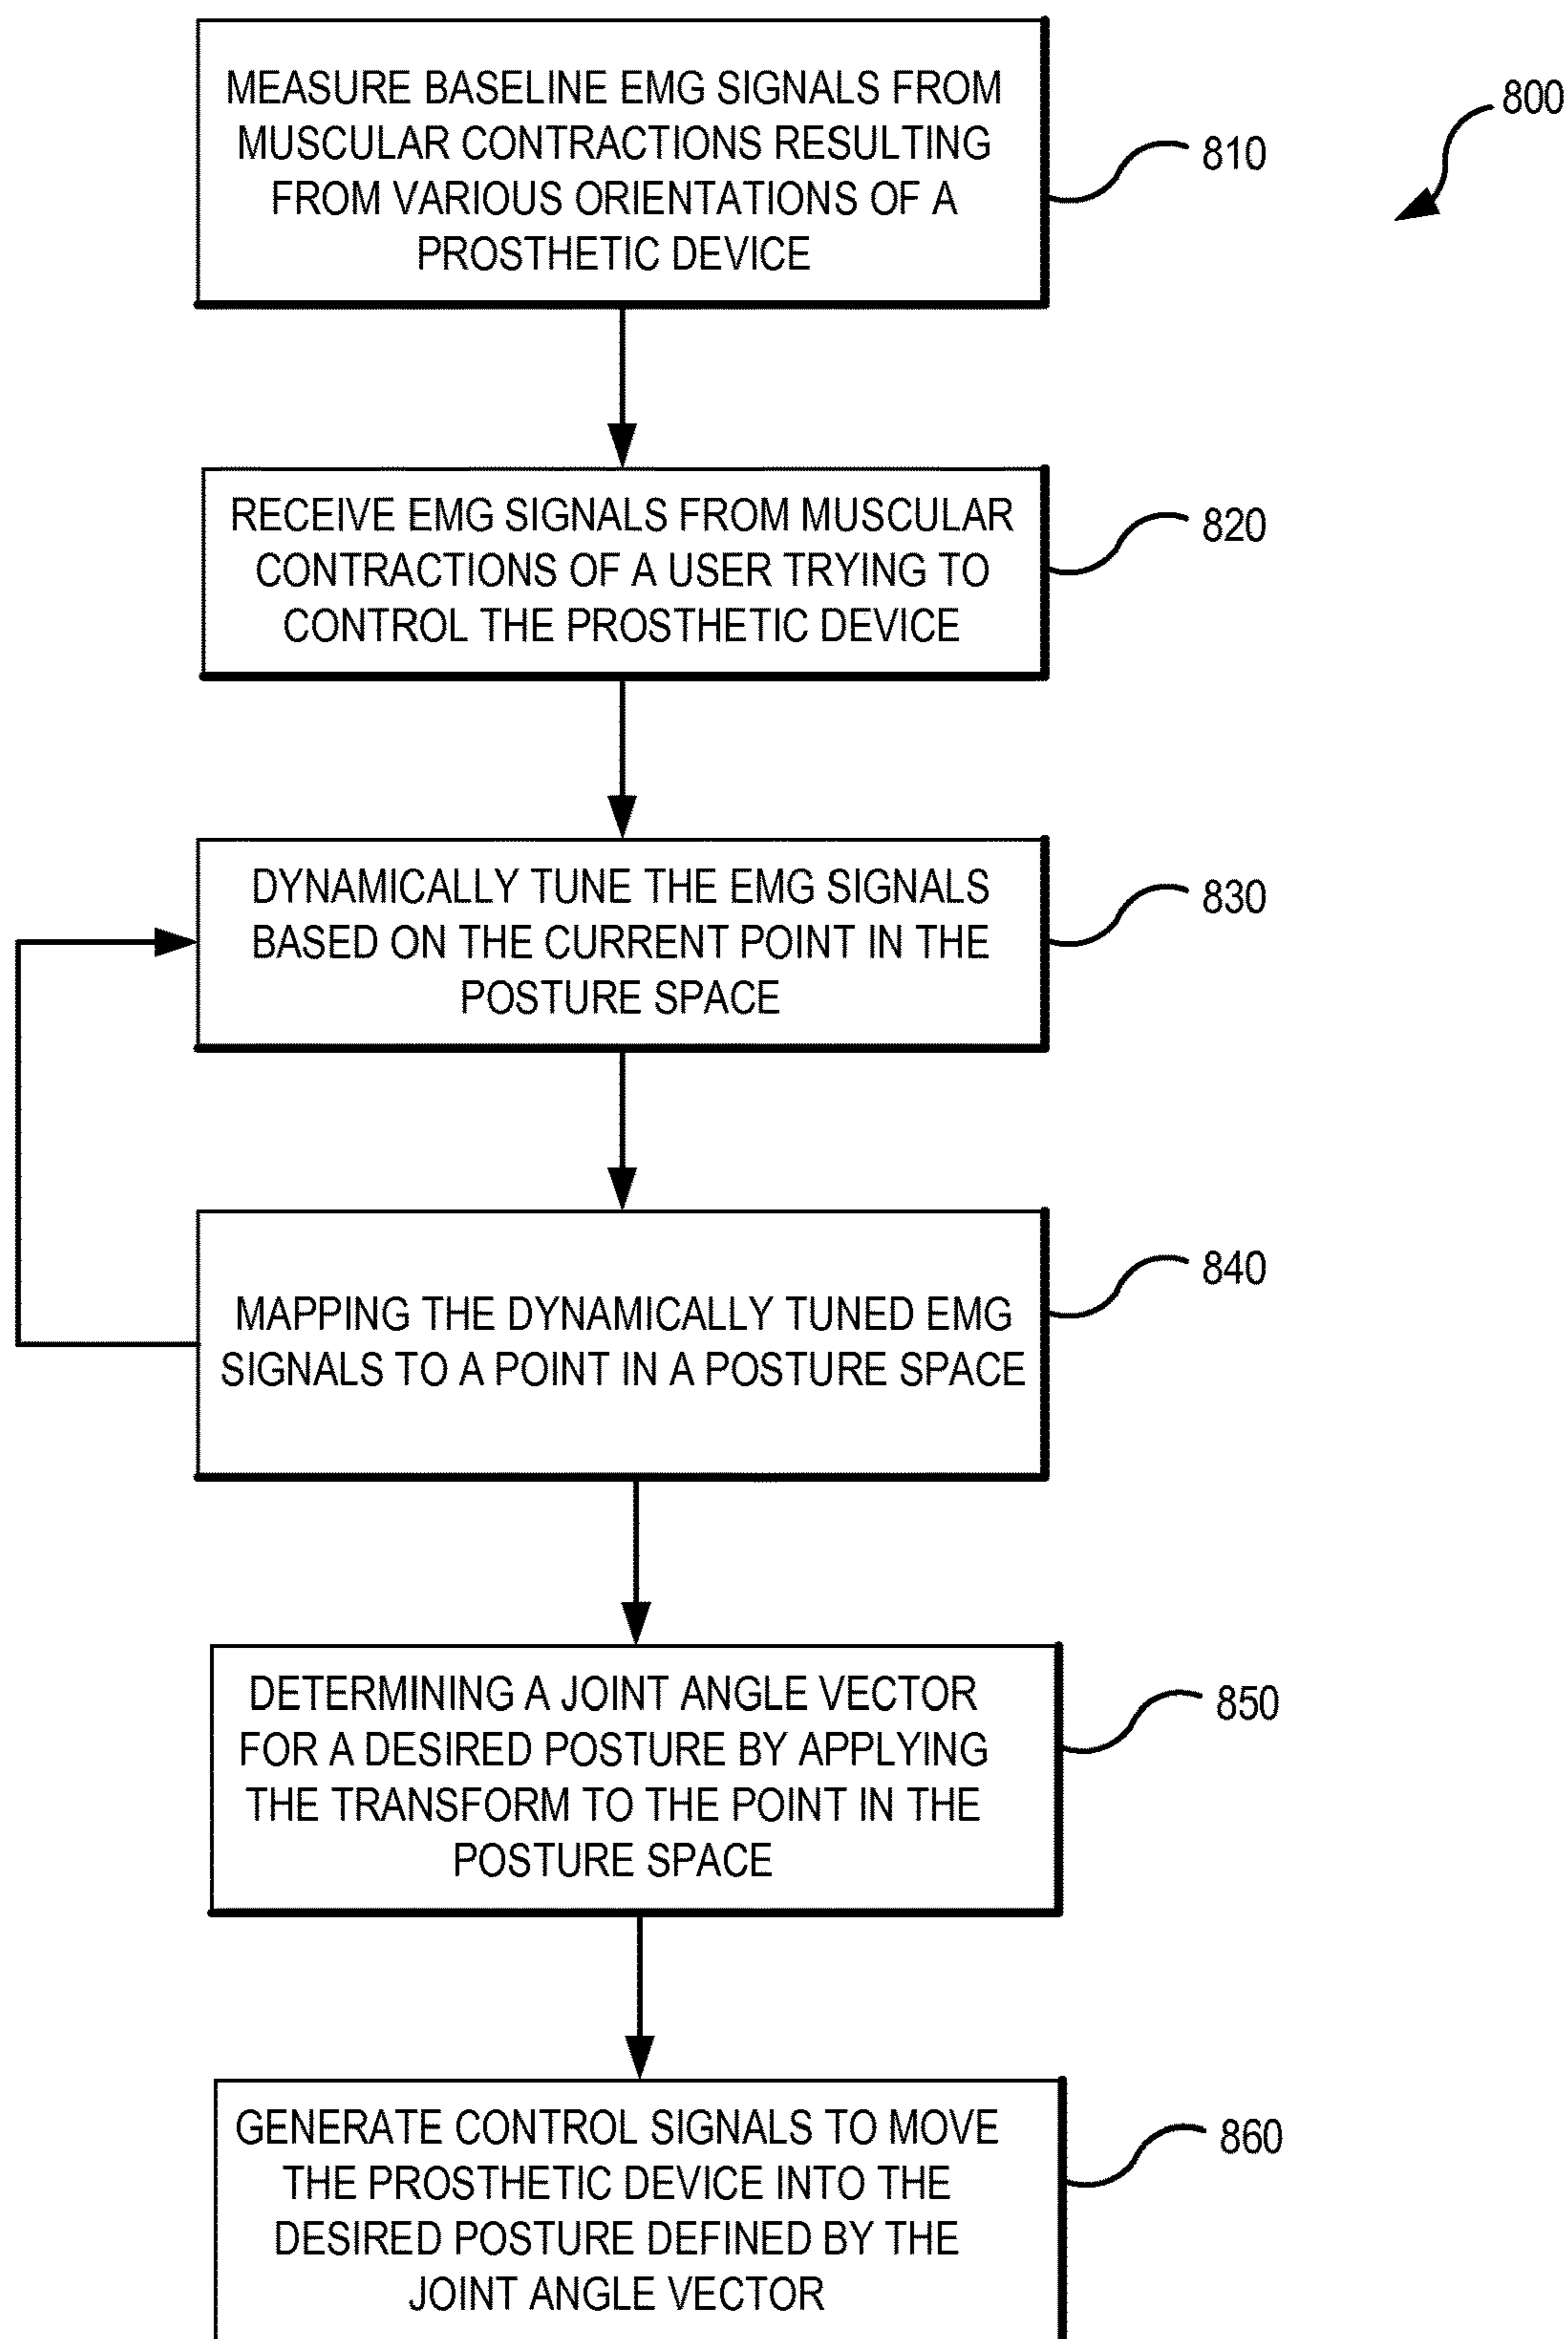 MEASURE BASELINE EMG SIGNALS FROM
MUSCULAR CONTRACTIONS RESULTING
FROM VARIOUS ORIENTATIONS OF A
PROSTHETIC DEVICE
810
800
RECEIVE EMG SIGNALS FROM MUSCULAR
CONTRACTIONS OF A USER TRYING TO
CONTROL THE PROSTHETIC DEVICE
820
DYNAMICALLY TUNE THE EMG SIGNALS
BASED ON THE CURRENT POINT IN THE
POSTURE SPACE
830
MAPPING THE DYNAMICALLY TUNED EMG
SIGNALS TO A POINT IN A POSTURE SPACE
840
DETERMINING A JOINT ANGLE VECTOR
FOR A DESIRED POSTURE BY APPLYING
THE TRANSFORM TO THE POINT IN THE
POSTURE SPACE
850
GENERATE CONTROL SIGNALS TO MOVE
THE PROSTHETIC DEVICE INTO THE
DESIRED POSTURE DEFINED BY THE
JOINT ANGLE VECTOR
860